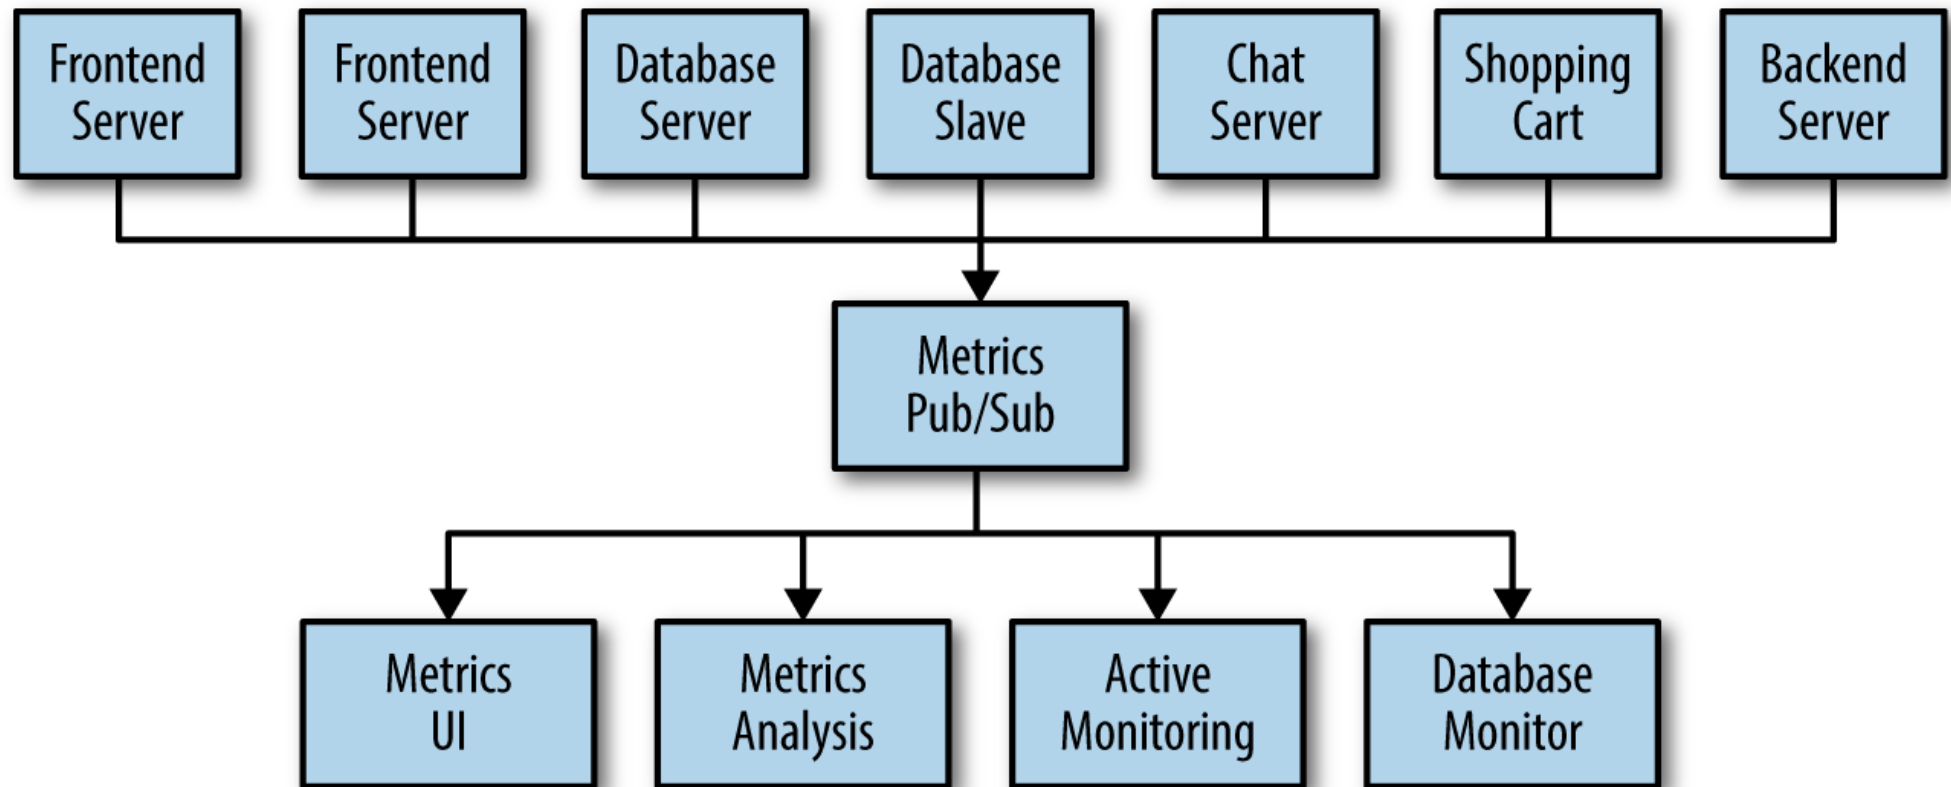 Frontend
Server
Frontend
Server
Database
Server
Database
Slave
Chat
Server
Shopping
Cart
Backend
Server
Metrics
Pub/Sub
Metrics
UI
Metrics
Analysis
Active
Monitoring
Database
Monitor